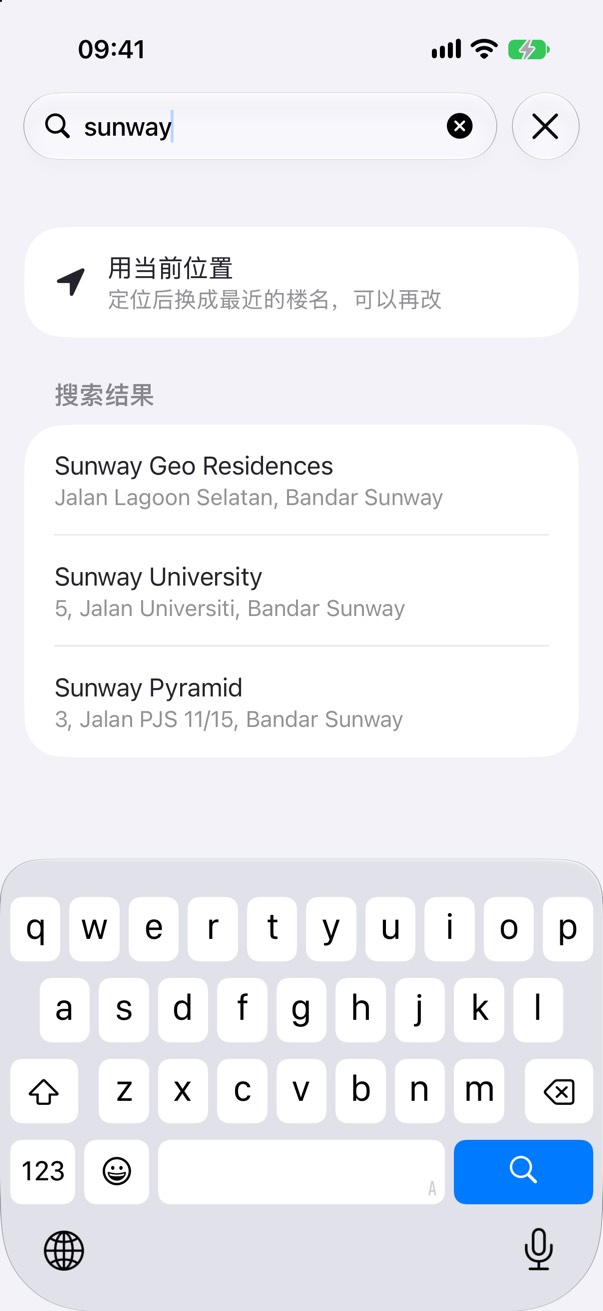 09:41
sunway
用当前位置
定位后换成最近的楼名，可以再改
搜索结果
Sunway Geo Residences
Jalan Lagoon Selatan, Bandar Sunway
Sunway University
5, Jalan Universiti, Bandar Sunway
Sunway Pyramid
3, Jalan PJS 11/15, Bandar Sunway
q w e r t y u i o p
a s d f g h j k l
z x c v b n m
123
A